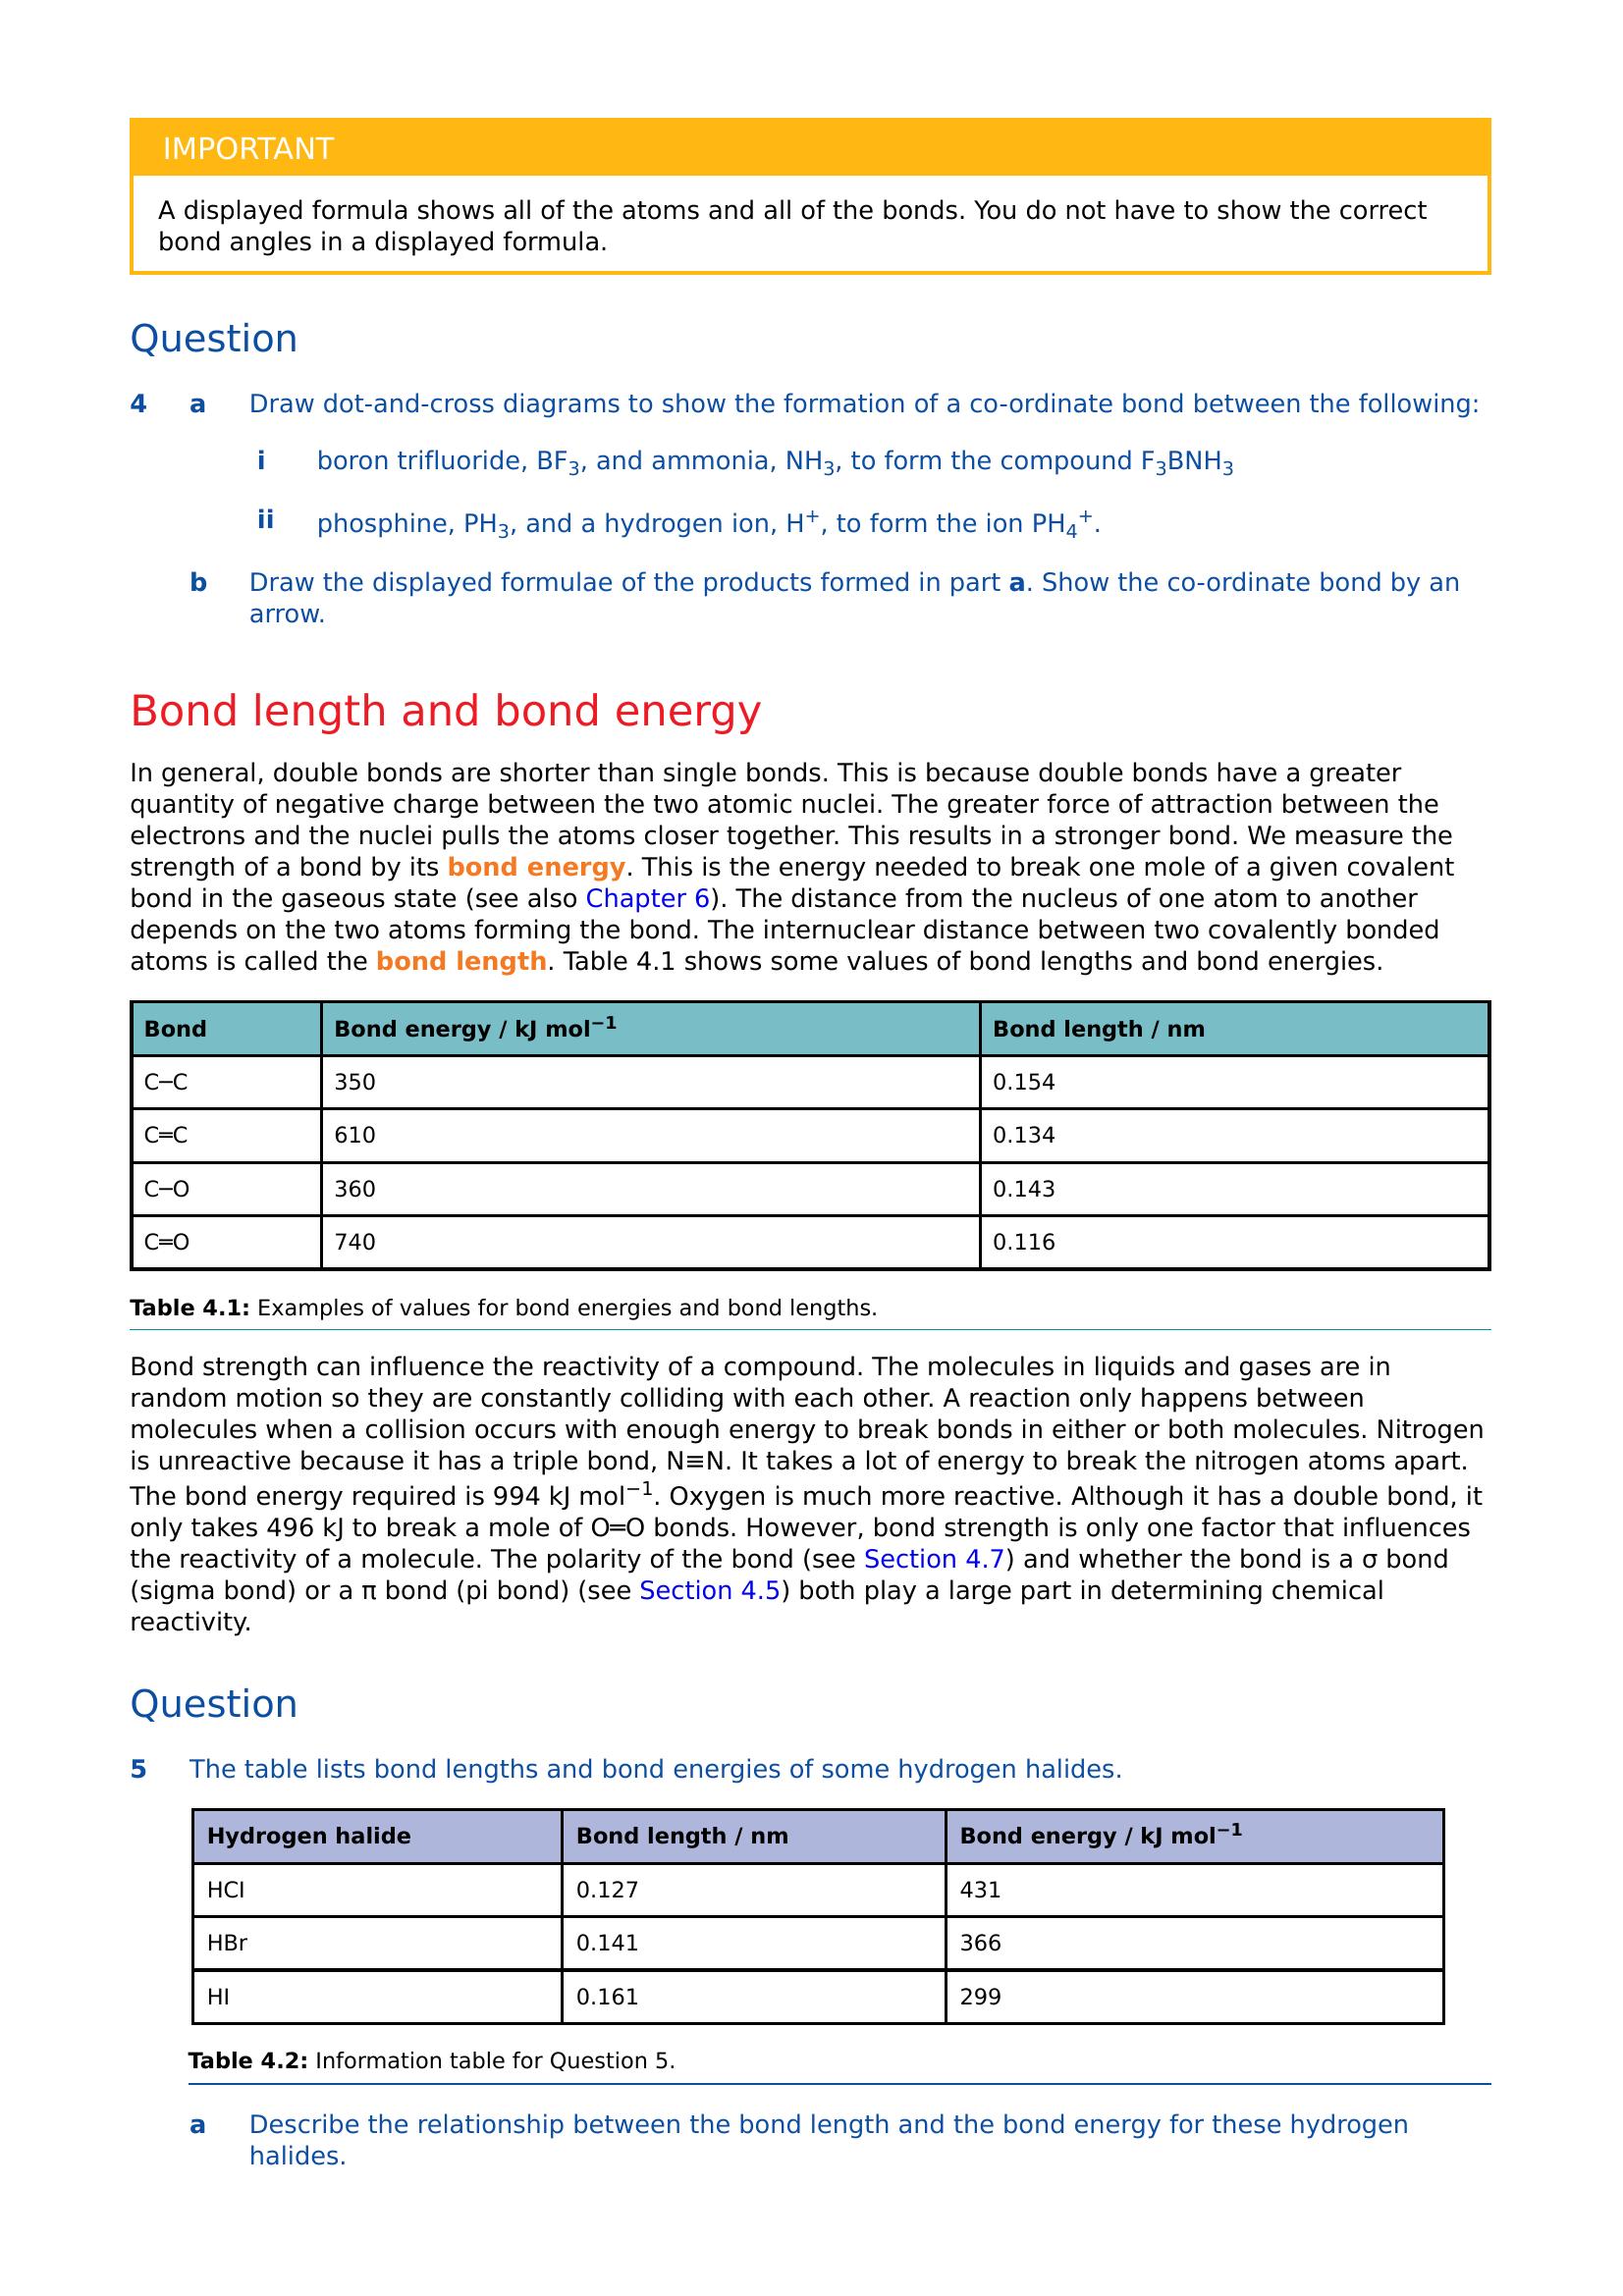 IMPORTANT
A displayed formula shows all of the atoms and all of the bonds. You do not have to show the correct
bond angles in a displayed formula.
Question
4 a Draw dot-and-cross diagrams to show the formation of a co-ordinate bond between the following:
i boron trifluoride, BF₃, and ammonia, NH₃, to form the compound F₃BNH₃
ii phosphine, PH₃, and a hydrogen ion, H⁺, to form the ion PH₄⁺.
b Draw the displayed formulae of the products formed in part a. Show the co-ordinate bond by an
arrow.
Bond length and bond energy
In general, double bonds are shorter than single bonds. This is because double bonds have a greater
quantity of negative charge between the two atomic nuclei. The greater force of attraction between the
electrons and the nuclei pulls the atoms closer together. This results in a stronger bond. We measure the
strength of a bond by its bond energy. This is the energy needed to break one mole of a given covalent
bond in the gaseous state (see also Chapter 6). The distance from the nucleus of one atom to another
depends on the two atoms forming the bond. The internuclear distance between two covalently bonded
atoms is called the bond length. Table 4.1 shows some values of bond lengths and bond energies.
Bond Bond energy / kJ mol⁻¹ Bond length / nm
C─C 350 0.154
C═C 610 0.134
C─O 360 0.143
C═O 740 0.116
Table 4.1: Examples of values for bond energies and bond lengths.
Bond strength can influence the reactivity of a compound. The molecules in liquids and gases are in
random motion so they are constantly colliding with each other. A reaction only happens between
molecules when a collision occurs with enough energy to break bonds in either or both molecules. Nitrogen
is unreactive because it has a triple bond, N≡N. It takes a lot of energy to break the nitrogen atoms apart.
The bond energy required is 994 kJ mol⁻¹. Oxygen is much more reactive. Although it has a double bond, it
only takes 496 kJ to break a mole of O═O bonds. However, bond strength is only one factor that influences
the reactivity of a molecule. The polarity of the bond (see Section 4.7) and whether the bond is a σ bond
(sigma bond) or a π bond (pi bond) (see Section 4.5) both play a large part in determining chemical
reactivity.
Question
5 The table lists bond lengths and bond energies of some hydrogen halides.
Hydrogen halide Bond length / nm Bond energy / kJ mol⁻¹
HCl 0.127 431
HBr 0.141 366
HI 0.161 299
Table 4.2: Information table for Question 5.
a Describe the relationship between the bond length and the bond energy for these hydrogen
halides.